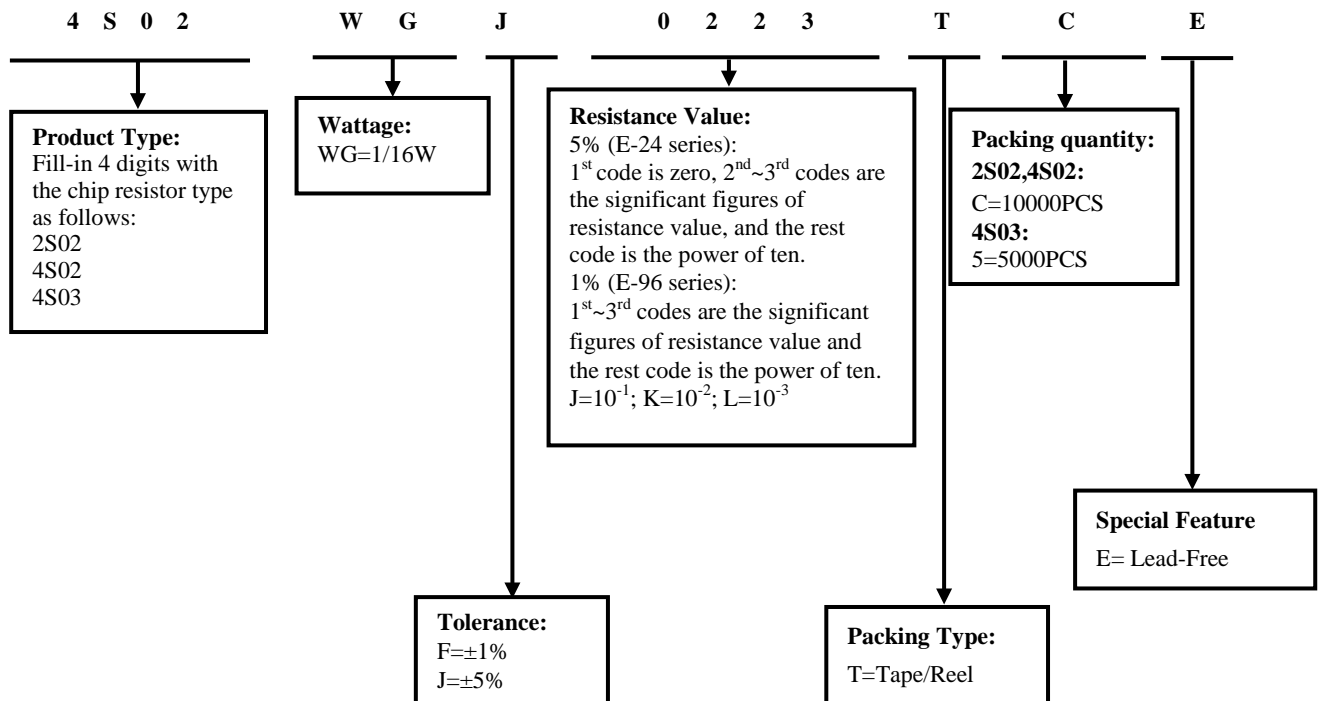 4 S 0 2 W G J 0 2 2 3 T C E
Product Type:
Fill-in 4 digits with
the chip resistor type
as follows:
2S02
4S02
4S03
Wattage:
WG=1/16W
Resistance Value:
5% (E-24 series):
1st code is zero, 2nd~3rd codes are
the significant figures of
resistance value, and the rest
code is the power of ten.
1% (E-96 series):
1st~3rd codes are the significant
figures of resistance value and
the rest code is the power of ten.
J=10-1; K=10-2; L=10-3
Packing quantity:
2S02,4S02:
C=10000PCS
4S03:
5=5000PCS
Special Feature
E= Lead-Free
Tolerance:
F=±1%
J=±5%
Packing Type:
T=Tape/Reel